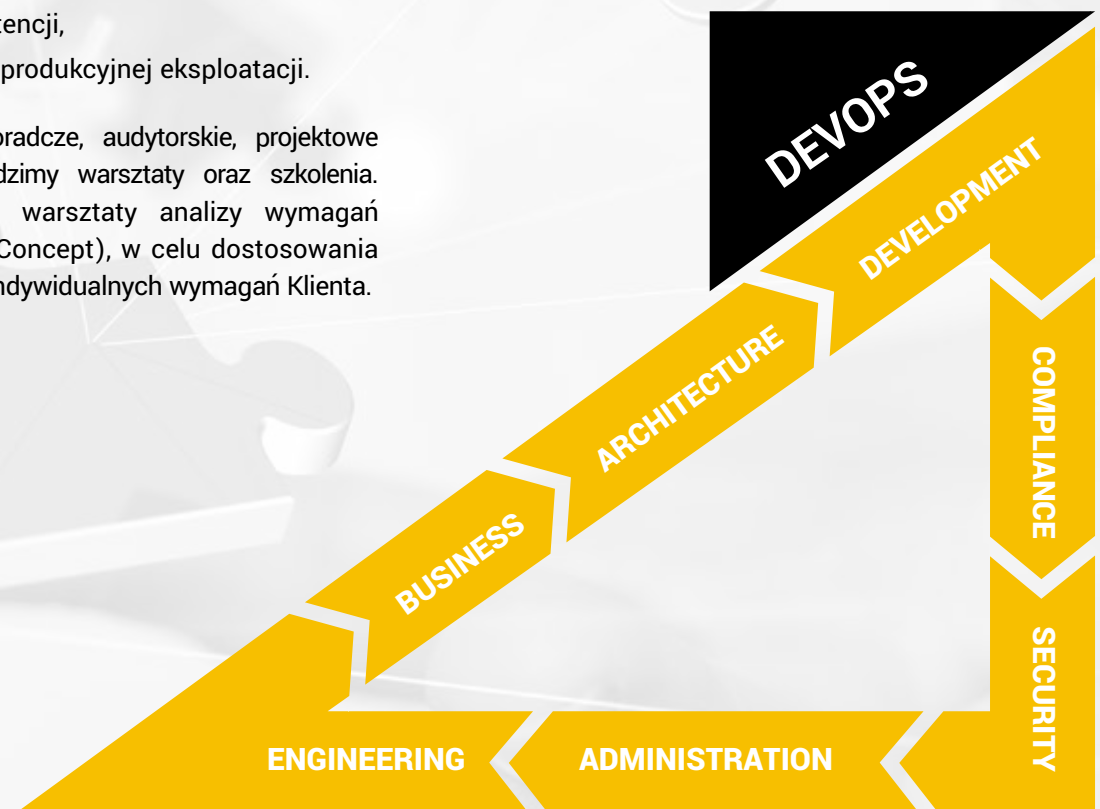 tencji,
produkcyjnej eksploatacji.
oradcze, audytorskie, projektowe
dzimy warsztaty oraz szkolenia.
warsztaty analizy wymagań
Concept), w celu dostosowania
ndywidualnych wymagań Klienta.
DEVOPS
DEVELOPMENT
ARCHITECTURE
BUSINESS
COMPLIANCE
SECURITY
ENGINEERING
ADMINISTRATION